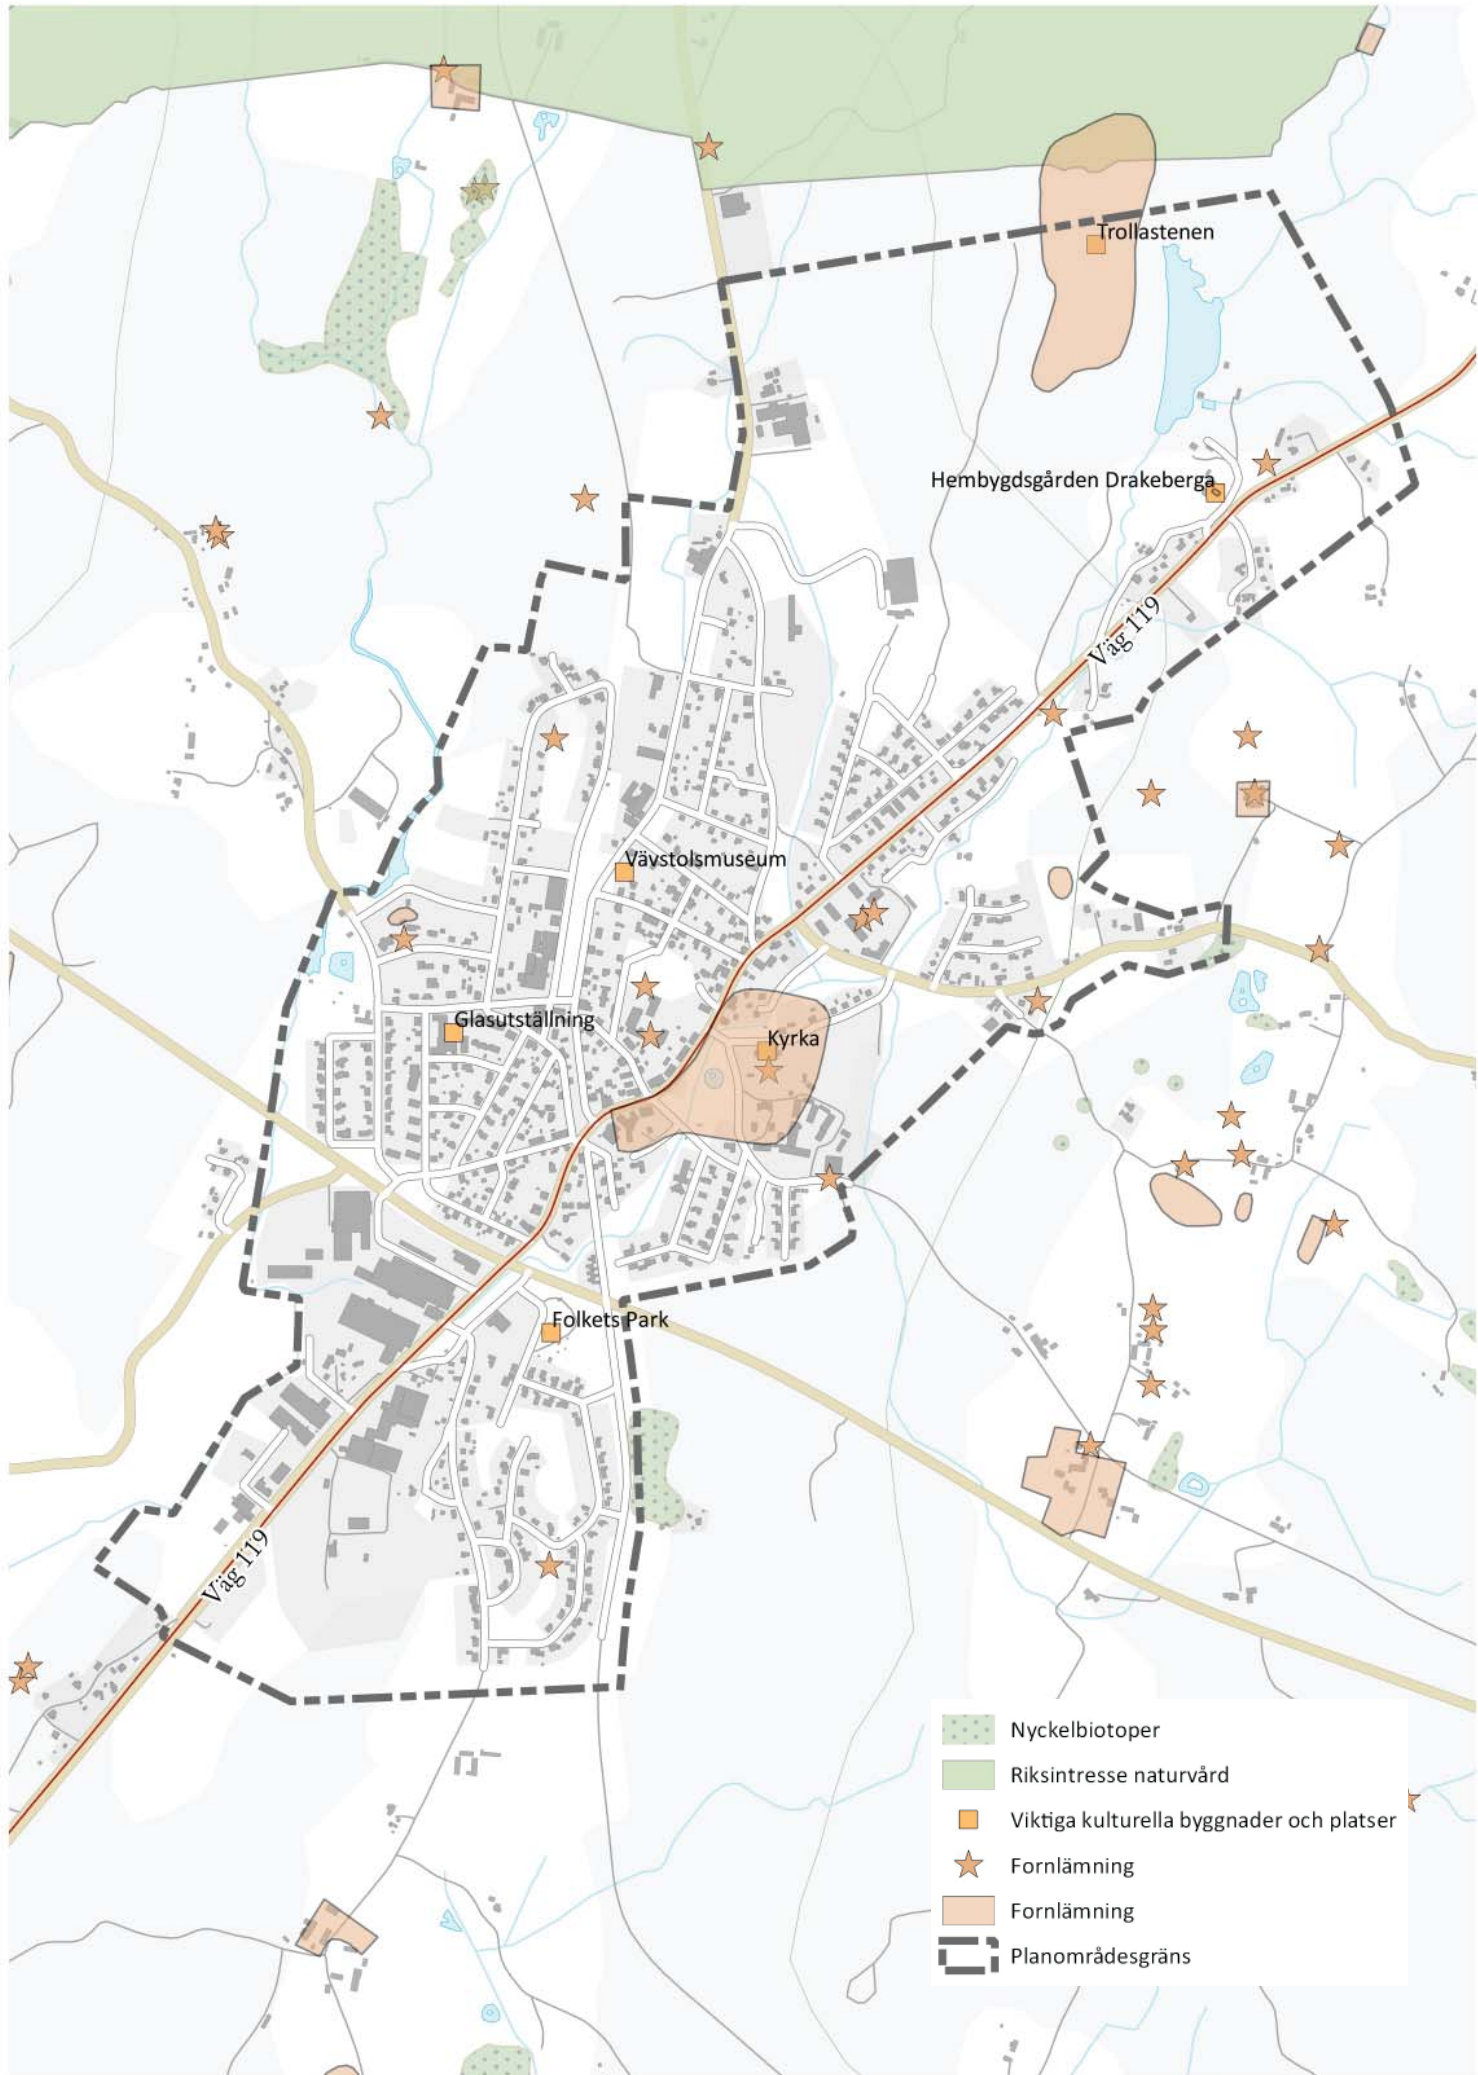 Trollastenen
Hembygdsgården Drakeberga
Väg 119
Vävstolsmuseum
Glasutställning
Kyrka
Folkets Park
Väg 119
Nyckelbiotoper
Riksintresse naturvård
Viktiga kulturella byggnader och platser
Fornlämning
Fornlämning
Planområdesgräns